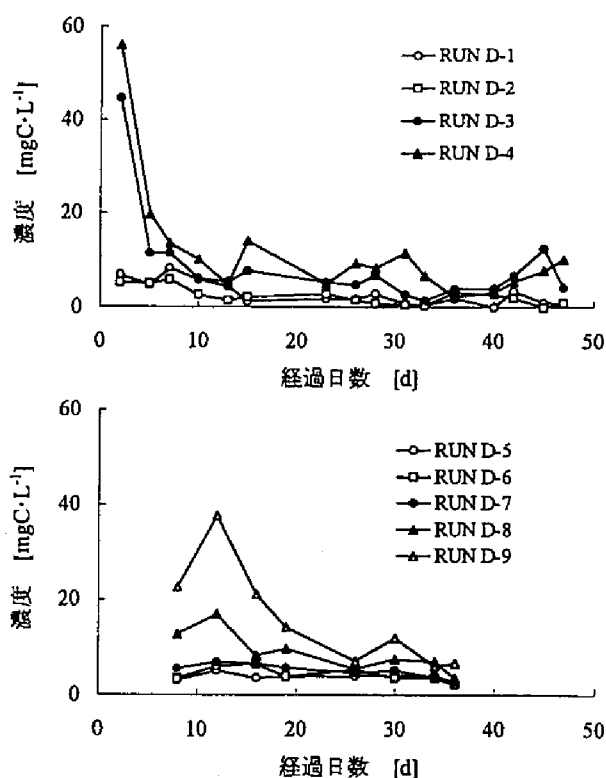 60
40
20
0
濃度 [mgC·L⁻¹]
RUN D-1
RUN D-2
RUN D-3
RUN D-4
0 10 20 30 40 50
経過日数 [d]
60
40
20
0
濃度 [mgC·L⁻¹]
RUN D-5
RUN D-6
RUN D-7
RUN D-8
RUN D-9
0 10 20 30 40 50
経過日数 [d]